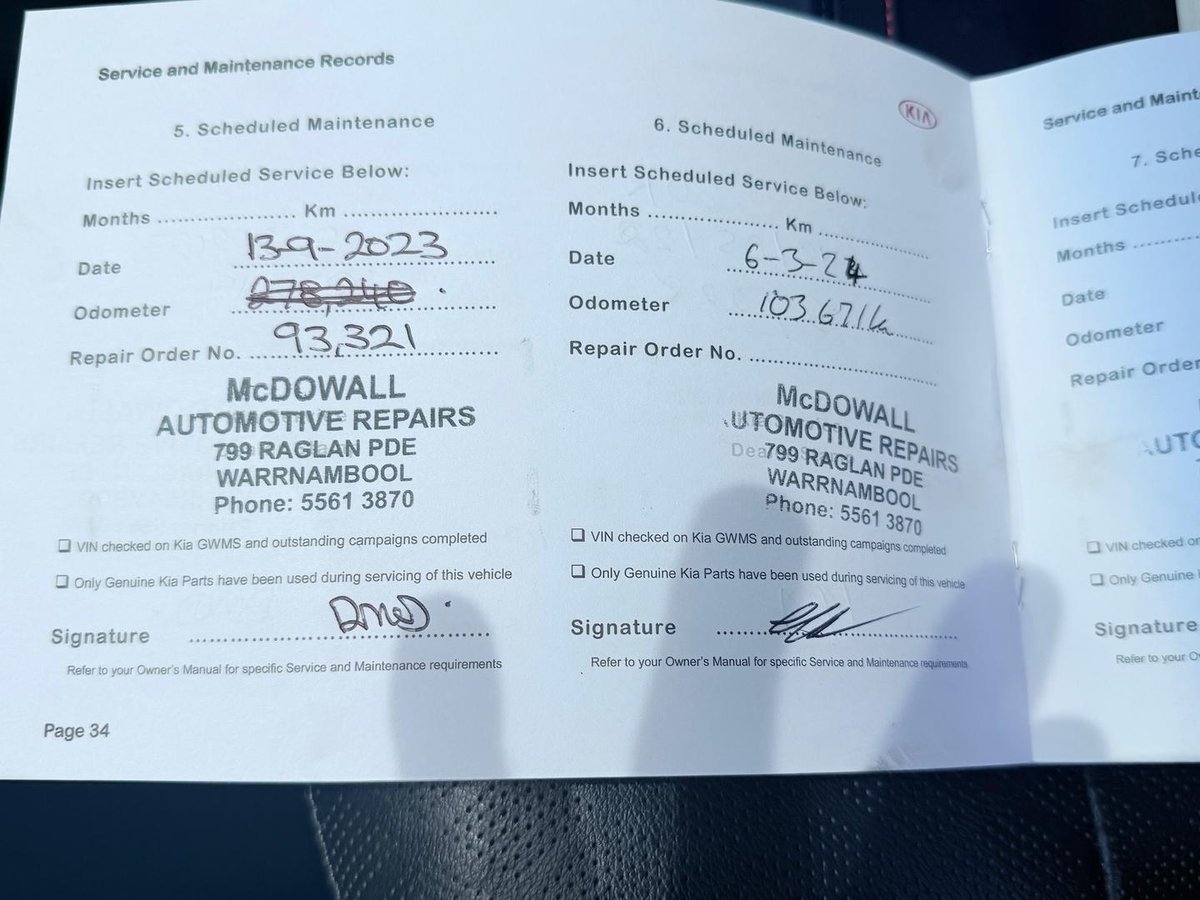 Service and Maintenance Records
5. Scheduled Maintenance
Insert Scheduled Service Below:
Months .................... Km ......................
Date 13-9-2023
Odometer 278,240 .
93,321
Repair Order No. ....................................
McDOWALL
AUTOMOTIVE REPAIRS
799 RAGLAN PDE
WARRNAMBOOL
Phone: 5561 3870
❏ VIN checked on Kia GWMS and outstanding campaigns completed
❏ Only Genuine Kia Parts have been used during servicing of this vehicle
Signature ..........................................
Refer to your Owner's Manual for specific Service and Maintenance requirements
Page 34
KIA
6. Scheduled Maintenance
Insert Scheduled Service Below:
Months ................... Km ....................
Date 6-3-24
Odometer 103,671k
Repair Order No. .............................
McDOWALL
UTOMOTIVE REPAIRS
Dea 799 RAGLAN PDE
WARRNAMBOOL
Phone: 5561 3870
❏ VIN checked on Kia GWMS and outstanding campaigns completed
❏ Only Genuine Kia Parts have been used during servicing of this vehicle
Signature ..................................
Refer to your Owner's Manual for specific Service and Maintenance requirements
Service and Maint
7. Sche
Insert Schedul
Months ...........
Date
Odometer
Repair Order
AUTO
❏ VIN checked or
❏ Only Genuine
Signature
Refer to your O